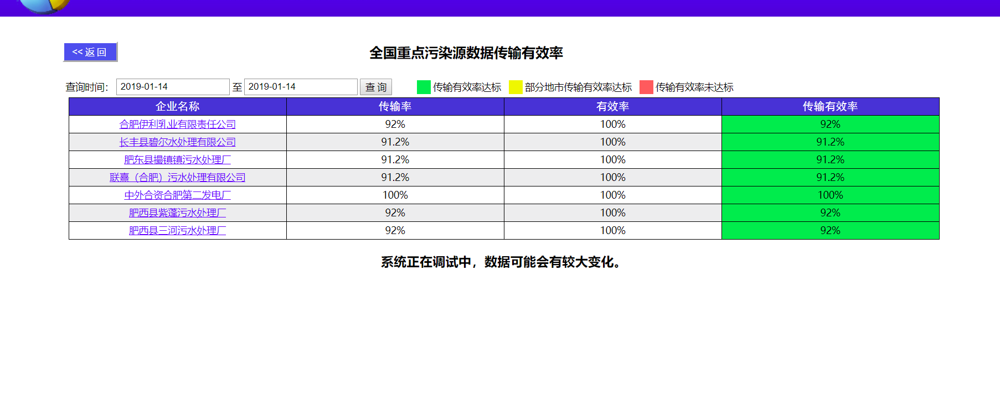 << 返 回
全国重点污染源数据传输有效率
查询时间： 2019-01-14 至 2019-01-14 查 询 传输有效率达标 部分地市传输有效率达标 传输有效率未达标
企业名称 传输率 有效率 传输有效率
合肥伊利乳业有限责任公司 92% 100% 92%
长丰县碧尔水处理有限公司 91.2% 100% 91.2%
肥东县撮镇镇污水处理厂 91.2% 100% 91.2%
联熹（合肥）污水处理有限公司 91.2% 100% 91.2%
中外合资合肥第二发电厂 100% 100% 100%
肥西县紫蓬污水处理厂 92% 100% 92%
肥西县三河污水处理厂 92% 100% 92%
系统正在调试中，数据可能会有较大变化。